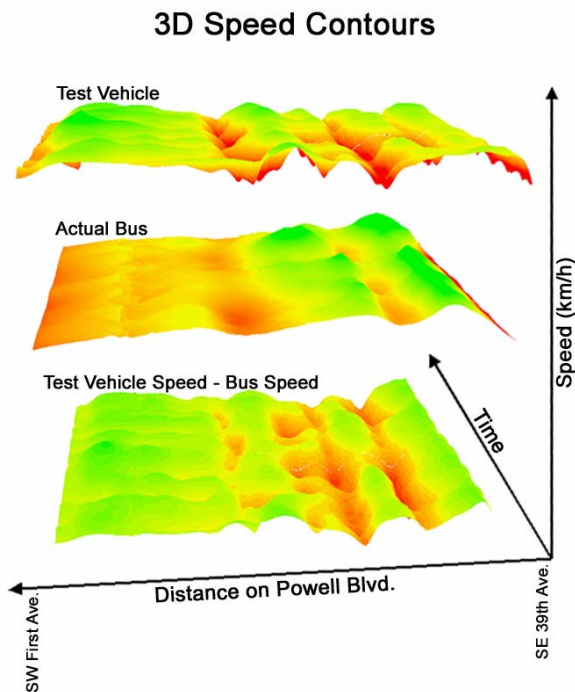 3D Speed Contours
Test Vehicle
Actual Bus
Test Vehicle Speed - Bus Speed
Speed (km/h)
Time
Distance on Powell Blvd.
SW First Ave.
SE 39th Ave.